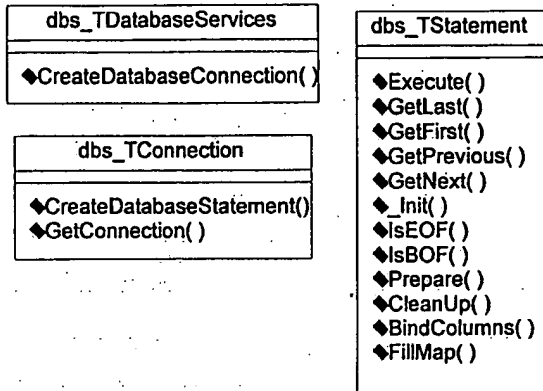 dbs_TDatabaseServices
◆CreateDatabaseConnection( )
dbs_TConnection
◆CreateDatabaseStatement()
◆GetConnection( )
dbs_TStatement
◆Execute( )
◆GetLast( )
◆GetFirst( )
◆GetPrevious( )
◆GetNext( )
◆_Init( )
◆IsEOF( )
◆IsBOF( )
◆Prepare( )
◆CleanUp( )
◆BindColumns( )
◆FillMap( )